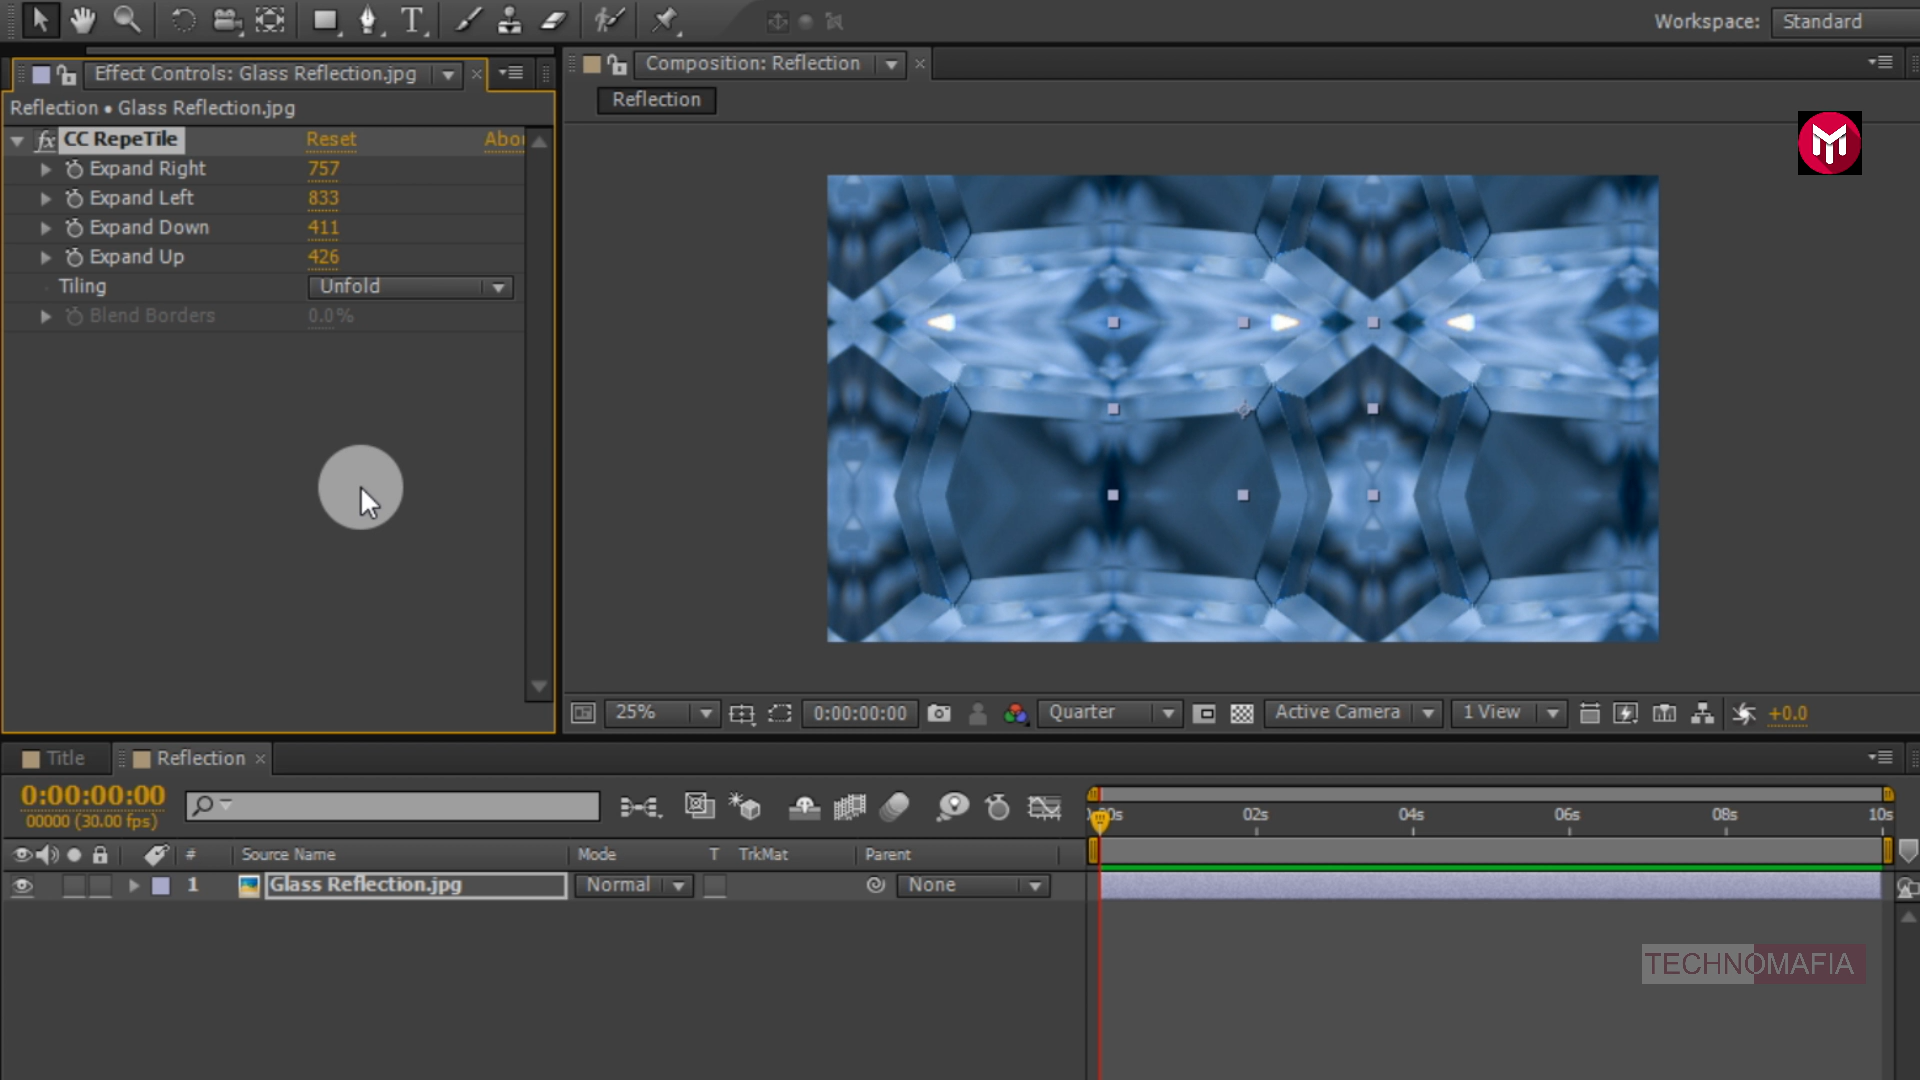 Workspace: Standard
Effect Controls: Glass Reflection.jpg
Composition: Reflection
Reflection • Glass Reflection.jpg
Reflection
fx CC RepeTile Reset Abou
Expand Right 757
Expand Left 833
Expand Down 411
Expand Up 426
Tiling Unfold
Blend Borders 0.0%
25% 0:00:00:00 Quarter Active Camera 1 View +0.0
Title Reflection
0:00:00:00
00000 (30.00 fps)
02s 04s 06s 08s 10s
# Source Name Mode T TrkMat Parent
1 Glass Reflection.jpg Normal None
TECHNOMAFIA